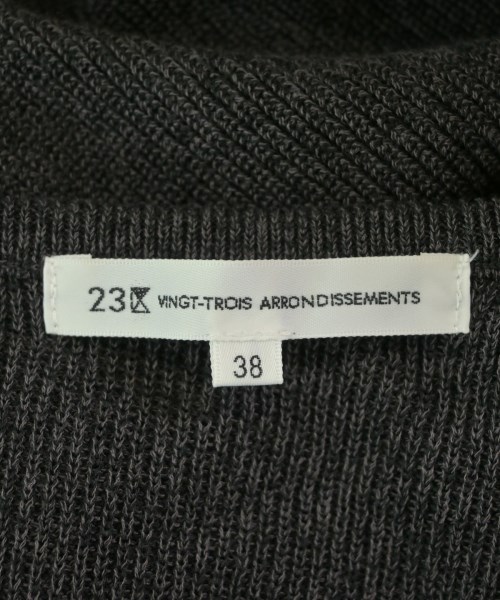 23区 VINGT-TROIS ARRONDISSEMENTS
38